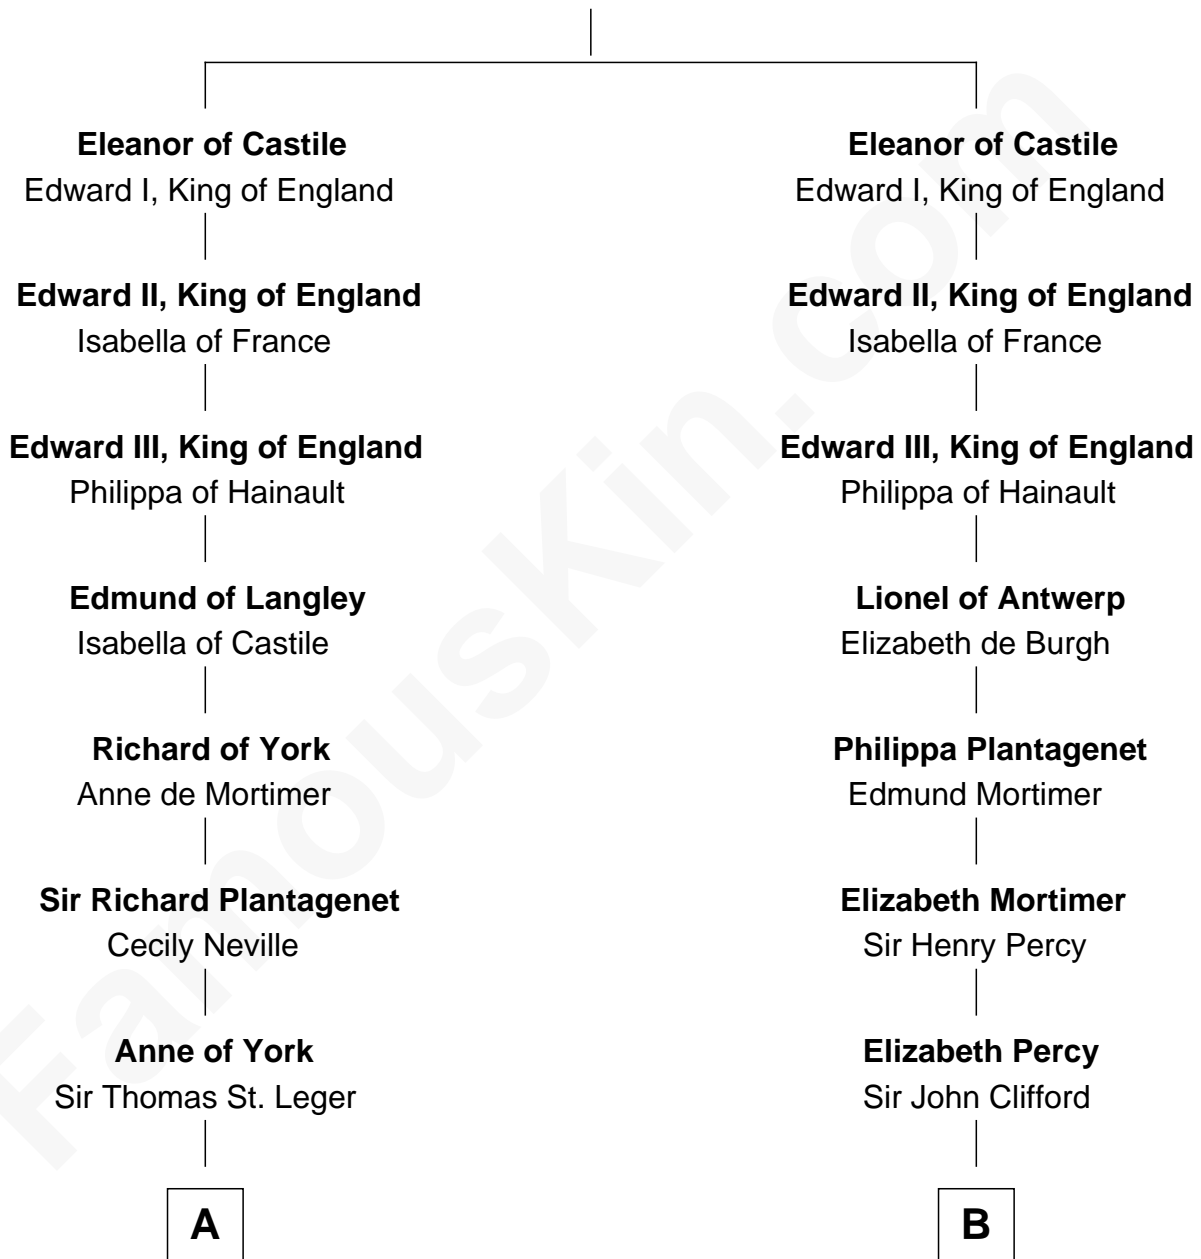 Eleanor of Castile
Edward I, King of England
Edward II, King of England
Isabella of France
Edward III, King of England
Philippa of Hainault
Edmund of Langley
Isabella of Castile
Richard of York
Anne de Mortimer
Sir Richard Plantagenet
Cecily Neville
Anne of York
Sir Thomas St. Leger
A
Eleanor of Castile
Edward I, King of England
Edward II, King of England
Isabella of France
Edward III, King of England
Philippa of Hainault
Lionel of Antwerp
Elizabeth de Burgh
Philippa Plantagenet
Edmund Mortimer
Elizabeth Mortimer
Sir Henry Percy
Elizabeth Percy
Sir John Clifford
B
FamousKin.com